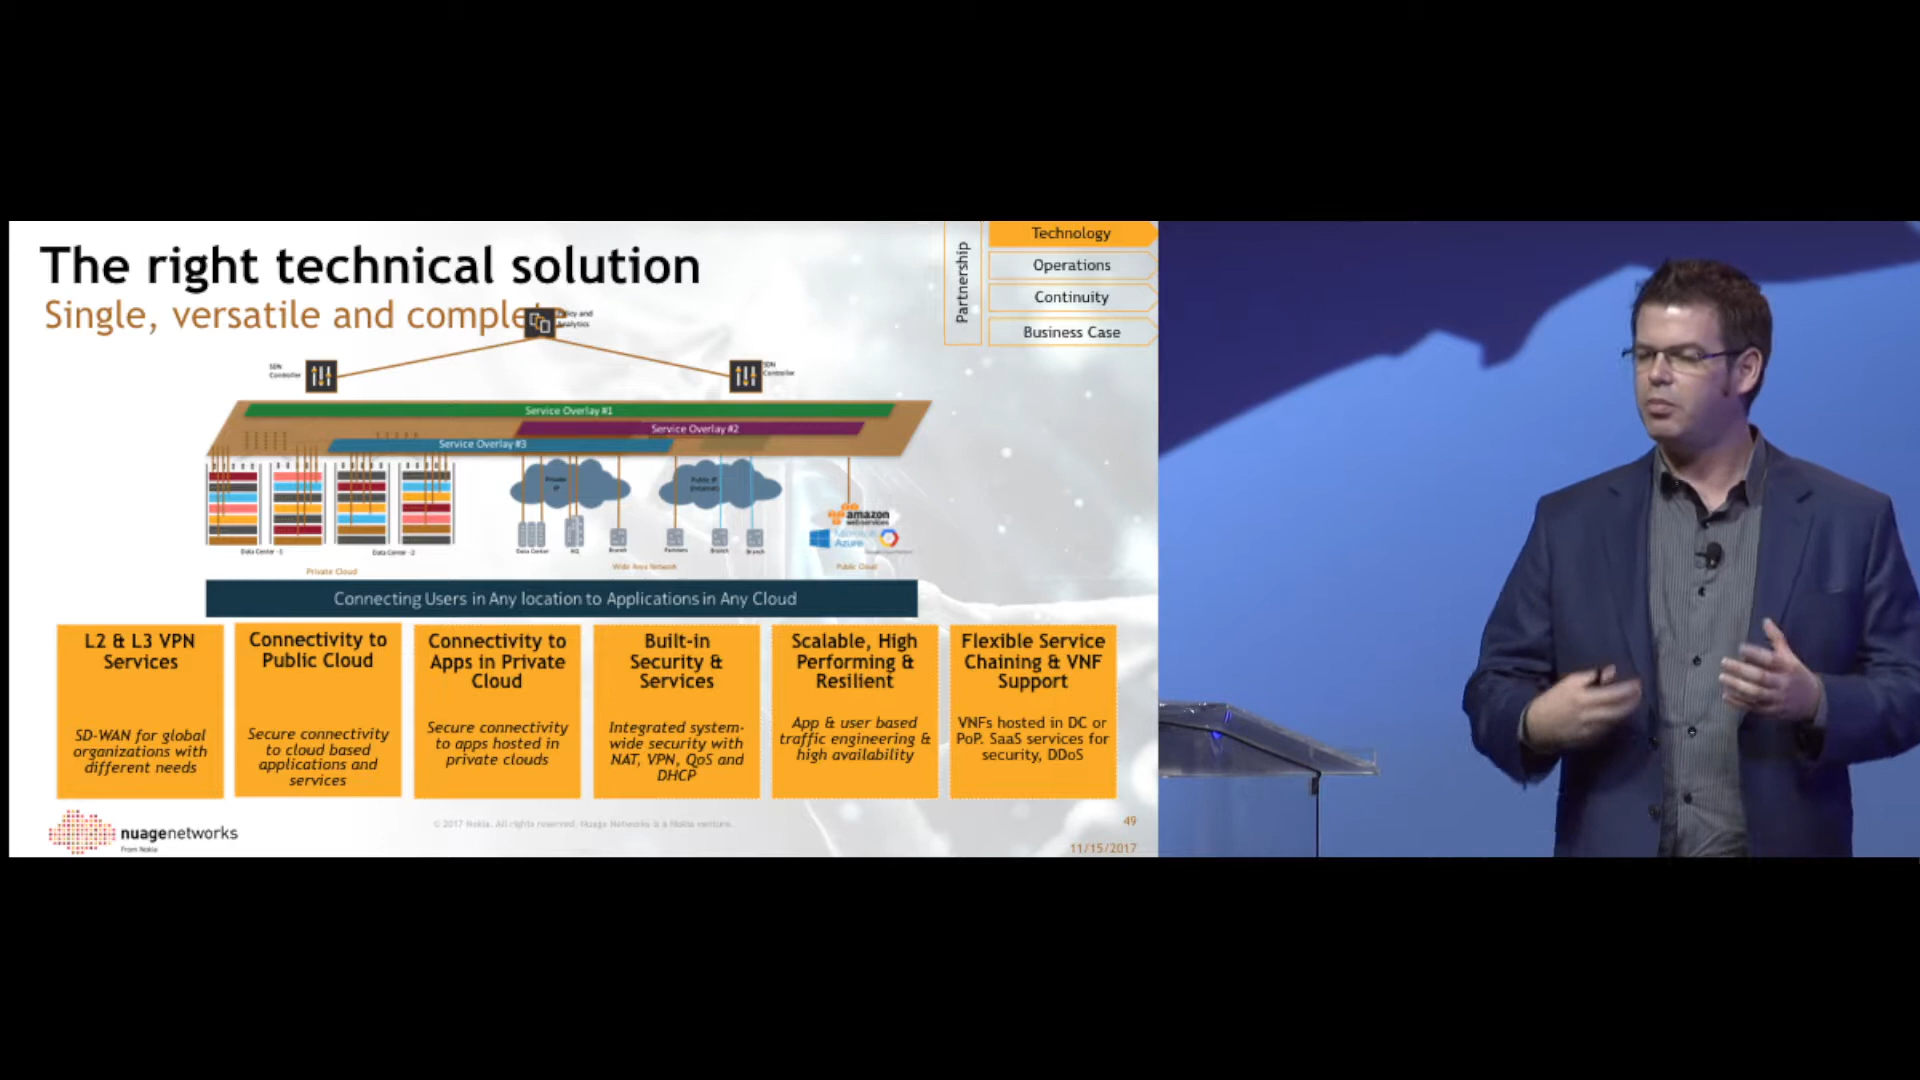 The right technical solution
Single, versatile and comple
Policy and
Analytics
Partnership
Technology
Operations
Continuity
Business Case
SDN
Controller
SDN
Controller
Service Overlay #1
Service Overlay #2
Service Overlay #3
Private
IP
Public IP
(Internet)
amazon
webservices
Microsoft
Azure
Data Center -1
Data Center -2
Data Center
HQ
Branch
Partners
Branch
Branch
Private Cloud
Wide Area Network
Public Cloud
Connecting Users in Any location to Applications in Any Cloud
L2 & L3 VPN
Services
SD-WAN for global
organizations with
different needs
Connectivity to
Public Cloud
Secure connectivity
to cloud based
applications and
services
Connectivity to
Apps in Private
Cloud
Secure connectivity
to apps hosted in
private clouds
Built-in
Security &
Services
Integrated system-
wide security with
NAT, VPN, QoS and
DHCP
Scalable, High
Performing &
Resilient
App & user based
traffic engineering &
high availability
Flexible Service
Chaining & VNF
Support
VNFs hosted in DC or
PoP. SaaS services for
security, DDoS
nuagenetworks
From Nokia
© 2017 Nokia. All rights reserved. Nuage Networks is a Nokia venture.
49
11/15/2017